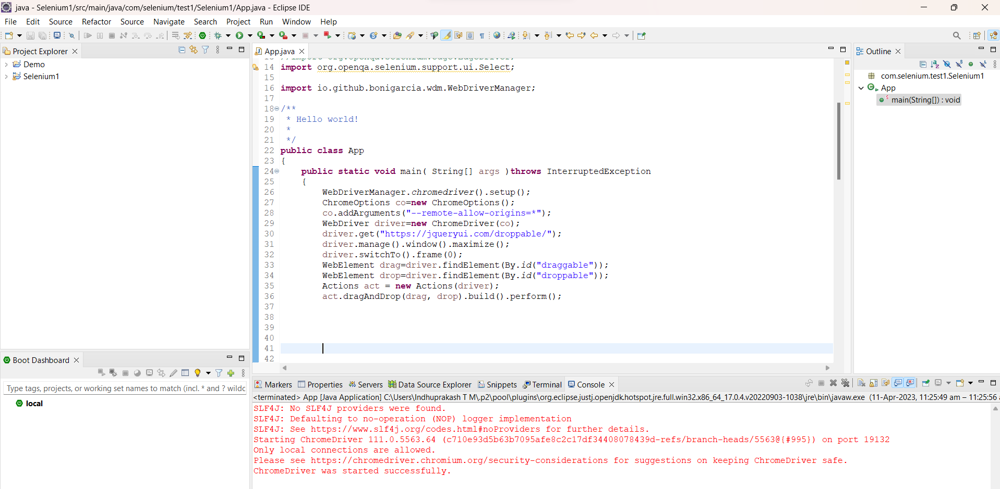 java - Selenium1/src/main/java/com/selenium/test1/Selenium1/App.java - Eclipse IDE
File Edit Source Refactor Source Navigate Search Project Run Window Help
Project Explorer
Demo
Selenium1
App.java
14 import org.openqa.selenium.support.ui.Select;
15
16 import io.github.bonigarcia.wdm.WebDriverManager;
17
18 /**
19 * Hello world!
20 *
21 */
22 public class App
23 {
24 public static void main( String[] args )throws InterruptedException
25 {
26 WebDriverManager.chromedriver().setup();
27 ChromeOptions co=new ChromeOptions();
28 co.addArguments("--remote-allow-origins=*");
29 WebDriver driver=new ChromeDriver(co);
30 driver.get("https://jqueryui.com/droppable/");
31 driver.manage().window().maximize();
32 driver.switchTo().frame(0);
33 WebElement drag=driver.findElement(By.id("draggable"));
34 WebElement drop=driver.findElement(By.id("droppable"));
35 Actions act = new Actions(driver);
36 act.dragAndDrop(drag, drop).build().perform();
37
38
39
40
41
42
Outline
com.selenium.test1.Selenium1
App
main(String[]) : void
Boot Dashboard
Type tags, projects, or working set names to match (incl. * and ? wildc
local
Markers Properties Servers Data Source Explorer Snippets Terminal Console
<terminated> App [Java Application] C:\Users\Indhuprakash T M\.p2\pool\plugins\org.eclipse.justj.openjdk.hotspot.jre.full.win32.x86_64_17.0.4.v20220903-1038\jre\bin\javaw.exe (11-Apr-2023, 11:25:49 am – 11:25:56
SLF4J: No SLF4J providers were found.
SLF4J: Defaulting to no-operation (NOP) logger implementation
SLF4J: See https://www.slf4j.org/codes.html#noProviders for further details.
Starting ChromeDriver 111.0.5563.64 (c710e93d5b63b7095afe8c2c17df34408078439d-refs/branch-heads/5563@{#995}) on port 19132
Only local connections are allowed.
Please see https://chromedriver.chromium.org/security-considerations for suggestions on keeping ChromeDriver safe.
ChromeDriver was started successfully.